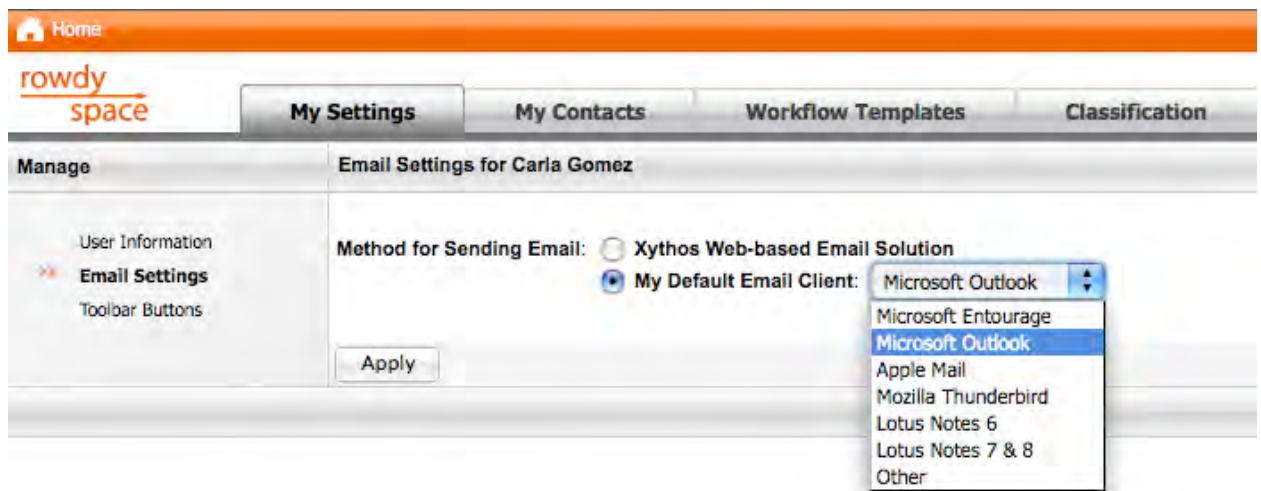 Home
rowdy
space
My Settings My Contacts Workflow Templates Classification
Manage
Email Settings for Carla Gomez
User Information
Email Settings
Toolbar Buttons
Method for Sending Email: Xythos Web-based Email Solution
My Default Email Client: Microsoft Outlook
Microsoft Entourage
Microsoft Outlook
Apple Mail
Mozilla Thunderbird
Lotus Notes 6
Lotus Notes 7 & 8
Other
Apply